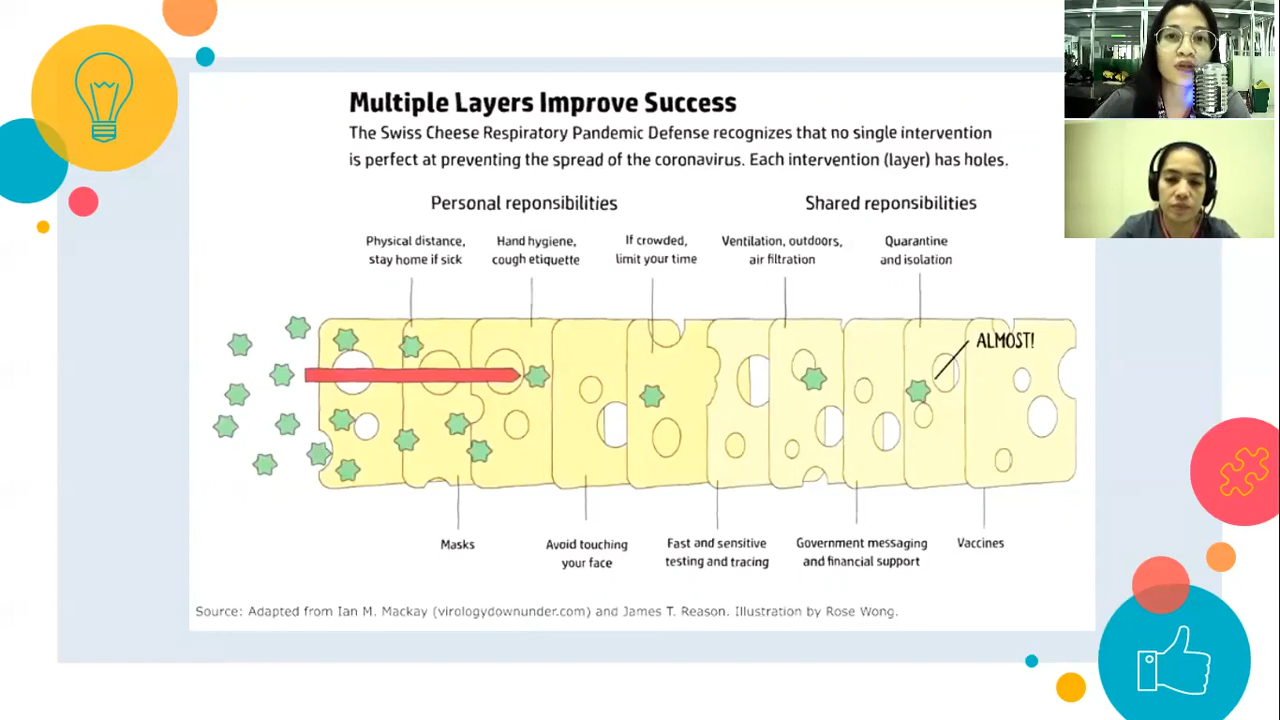 Multiple Layers Improve Success
The Swiss Cheese Respiratory Pandemic Defense recognizes that no single intervention
is perfect at preventing the spread of the coronavirus. Each intervention (layer) has holes.
Personal reponsibilities
Shared reponsibilities
Physical distance,
stay home if sick
Hand hygiene,
cough etiquette
If crowded,
limit your time
Ventilation, outdoors,
air filtration
Quarantine
and isolation
ALMOST!
Masks
Avoid touching
your face
Fast and sensitive
testing and tracing
Government messaging
and financial support
Vaccines
Source: Adapted from Ian M. Mackay (virologydownunder.com) and James T. Reason. Illustration by Rose Wong.